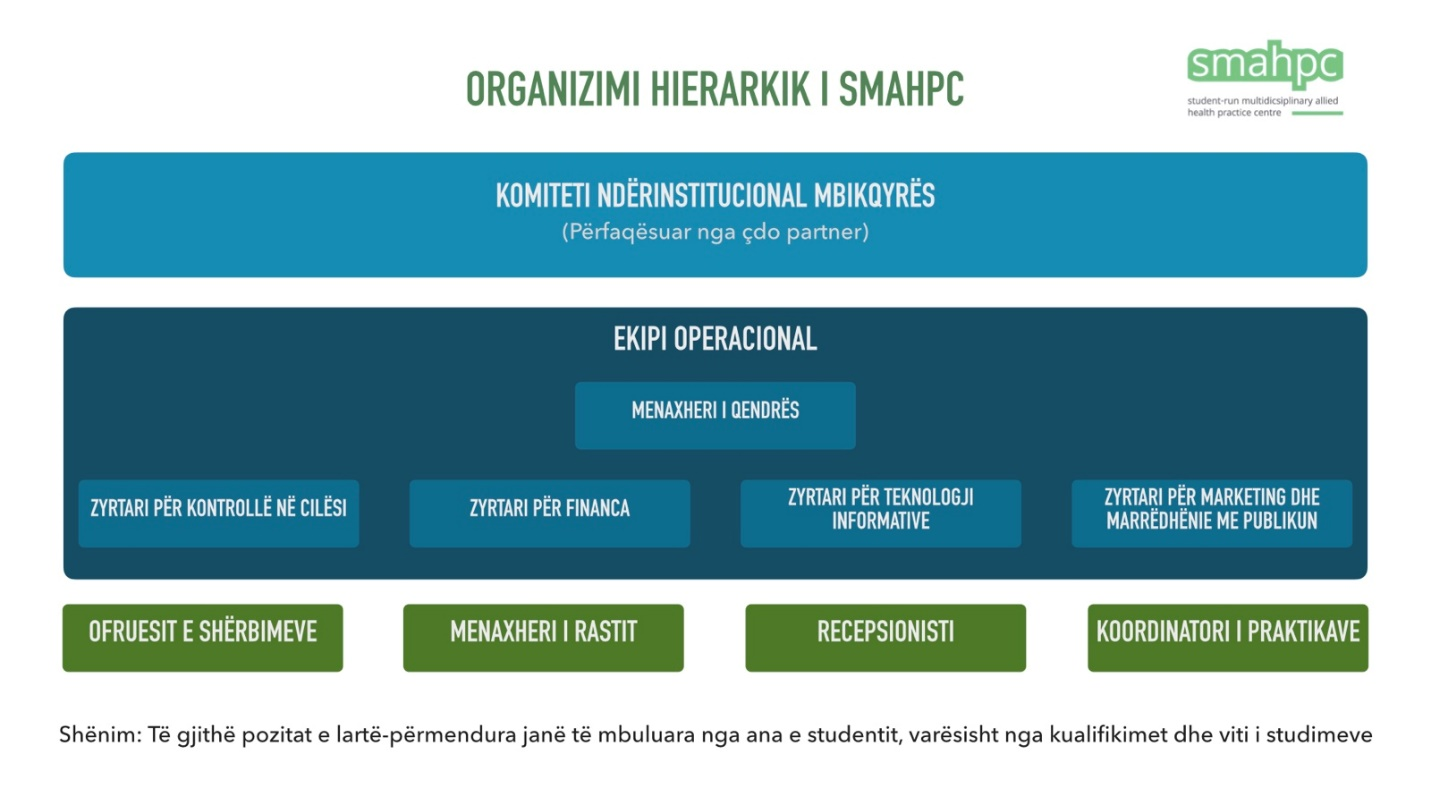 ORGANIZIMI HIERARKIK I SMAHPC
smahpc
student-run multidicsiplinary allied
health practice centre
KOMITETI NDËRINSTITUCIONAL MBIKQYRËS
(Përfaqësuar nga çdo partner)
EKIPI OPERACIONAL
MENAXHERI I QENDRËS
ZYRTARI PËR KONTROLLË NË CILËSI
ZYRTARI PËR FINANCA
ZYRTARI PËR TEKNOLOGJI
INFORMATIVE
ZYRTARI PËR MARKETING DHE
MARRËDHËNIE ME PUBLIKUN
OFRUESIT E SHËRBIMEVE
MENAXHERI I RASTIT
RECEPSIONISTI
KOORDINATORI I PRAKTIKAVE
Shënim: Të gjithë pozitat e lartë-përmendura janë të mbuluara nga ana e studentit, varësisht nga kualifikimet dhe viti i studimeve